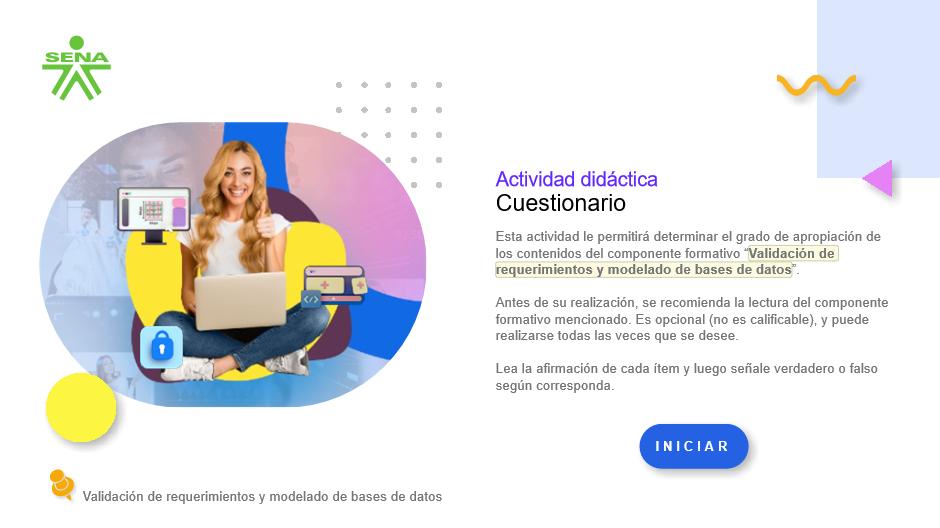 SENA
Actividad didáctica
Cuestionario
Esta actividad le permitirá determinar el grado de apropiación de
los contenidos del componente formativo “Validación de
requerimientos y modelado de bases de datos”.
Antes de su realización, se recomienda la lectura del componente
formativo mencionado. Es opcional (no es calificable), y puede
realizarse todas las veces que se desee.
Lea la afirmación de cada ítem y luego señale verdadero o falso
según corresponda.
INICIAR
Validación de requerimientos y modelado de bases de datos